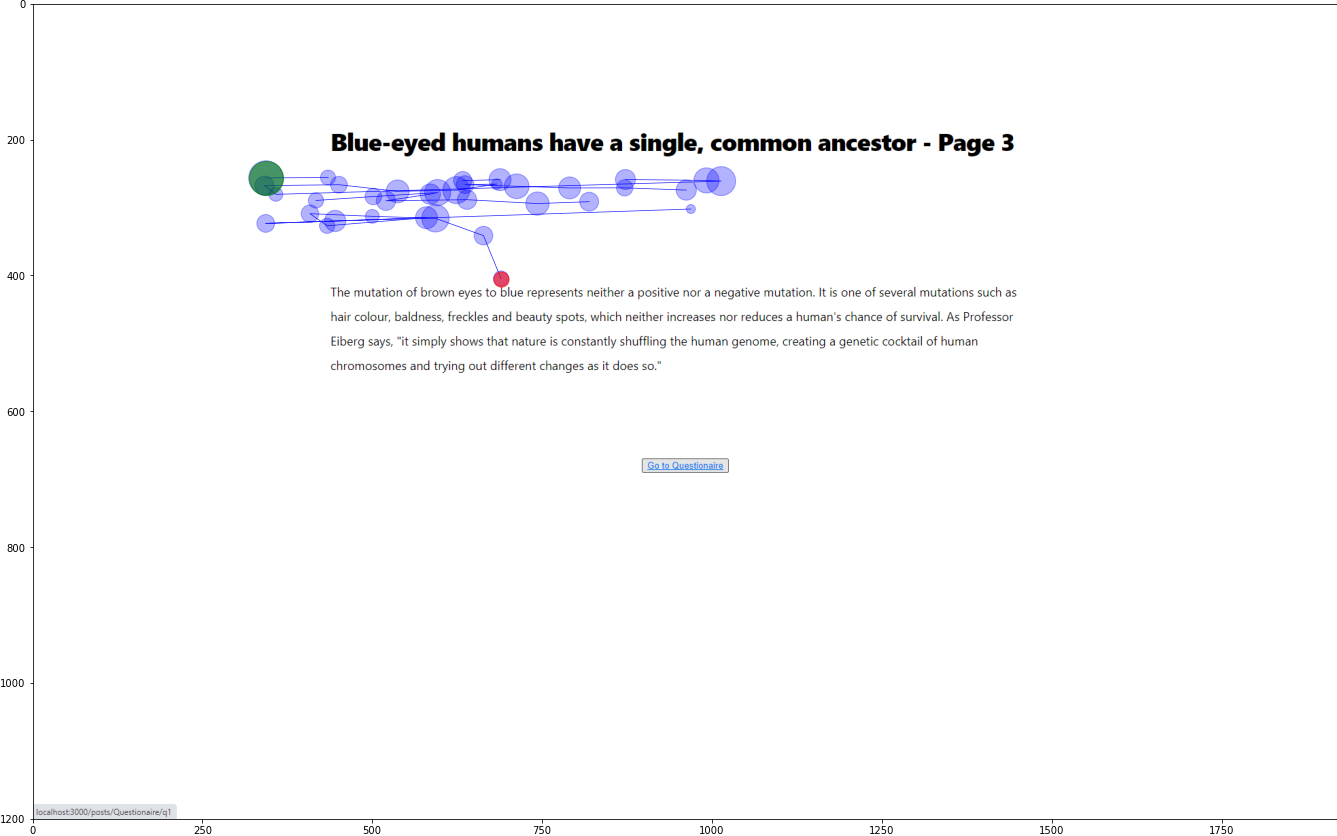 Blue-eyed humans have a single, common ancestor - Page 3
The mutation of brown eyes to blue represents neither a positive nor a negative mutation. It is one of several mutations such as
hair colour, baldness, freckles and beauty spots, which neither increases nor reduces a human's chance of survival. As Professor
Eiberg says, "it simply shows that nature is constantly shuffling the human genome, creating a genetic cocktail of human
chromosomes and trying out different changes as it does so."
Go to Questionaire
localhost:3000/posts/Questionaire/q1
0
200
400
600
800
1000
1200
0 250 500 750 1000 1250 1500 1750